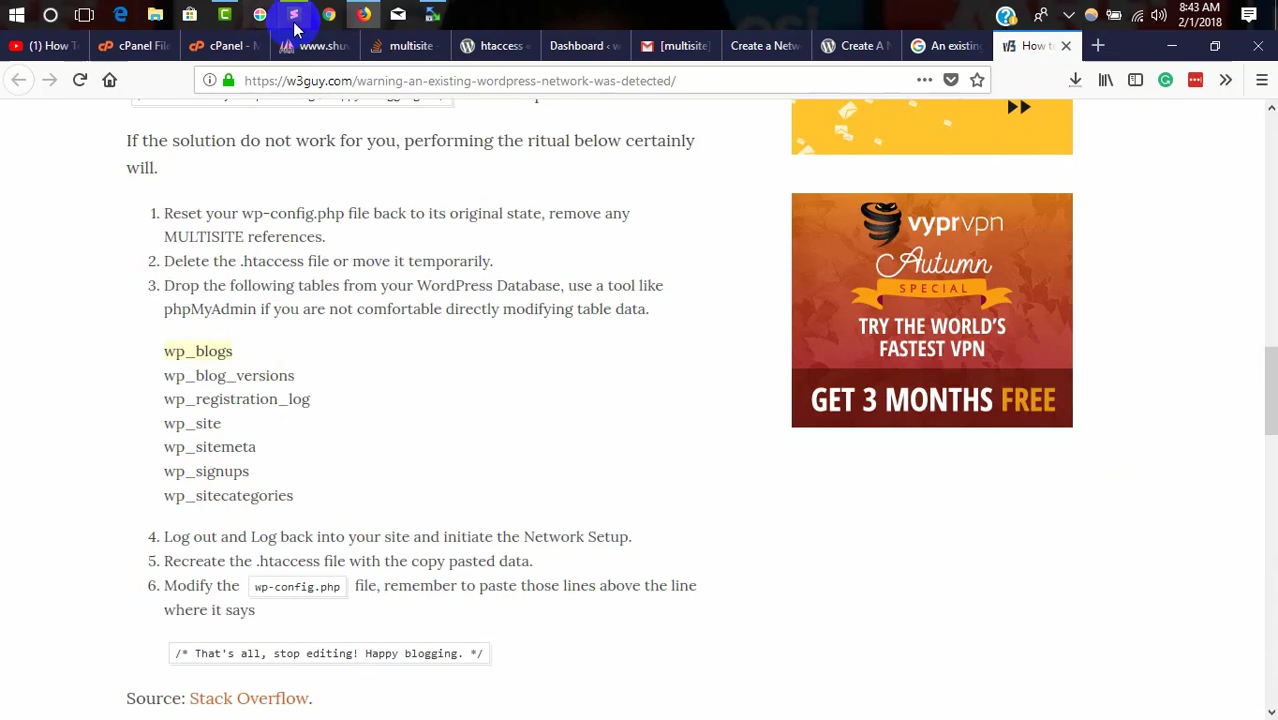 8:43 AM
2/1/2018
(1) How T
cPanel File
cPanel - M
www.shuv
multisite -
htaccess «
Dashboard ‹ w
[multisite]
Create a Netw
Create A N
An existing
How to
https://w3guy.com/warning-an-existing-wordpress-network-was-detected/
If the solution do not work for you, performing the ritual below certainly
will.
1. Reset your wp-config.php file back to its original state, remove any
MULTISITE references.
2. Delete the .htaccess file or move it temporarily.
3. Drop the following tables from your WordPress Database, use a tool like
phpMyAdmin if you are not comfortable directly modifying table data.
wp_blogs
wp_blog_versions
wp_registration_log
wp_site
wp_sitemeta
wp_signups
wp_sitecategories
4. Log out and Log back into your site and initiate the Network Setup.
5. Recreate the .htaccess file with the copy pasted data.
6. Modify the wp-config.php file, remember to paste those lines above the line
where it says
/* That's all, stop editing! Happy blogging. */
Source: Stack Overflow.
vyprvpn
Autumn
SPECIAL
TRY THE WORLD'S
FASTEST VPN
GET 3 MONTHS FREE